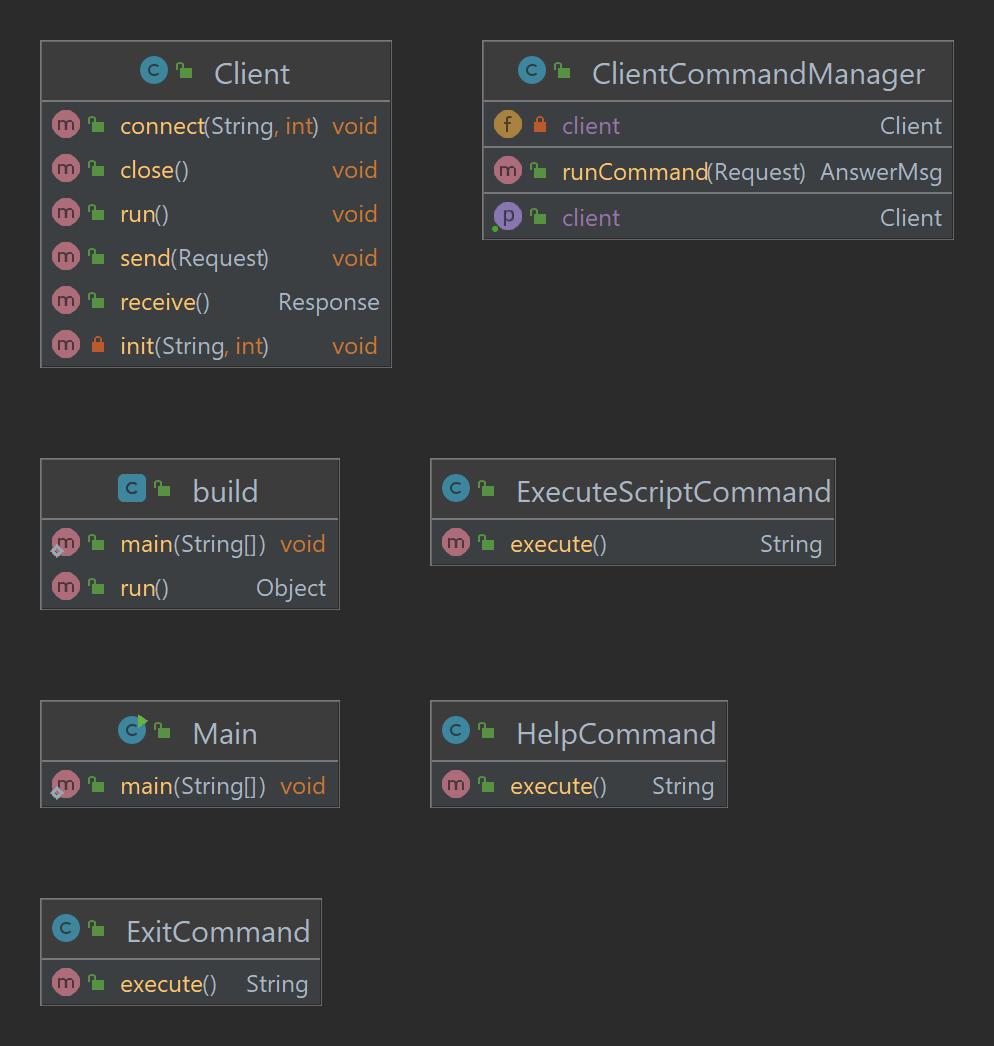 Client
connect(String, int) void
close() void
run() void
send(Request) void
receive() Response
init(String, int) void
ClientCommandManager
client Client
runCommand(Request) AnswerMsg
client Client
build
main(String[]) void
run() Object
ExecuteScriptCommand
execute() String
Main
main(String[]) void
HelpCommand
execute() String
ExitCommand
execute() String